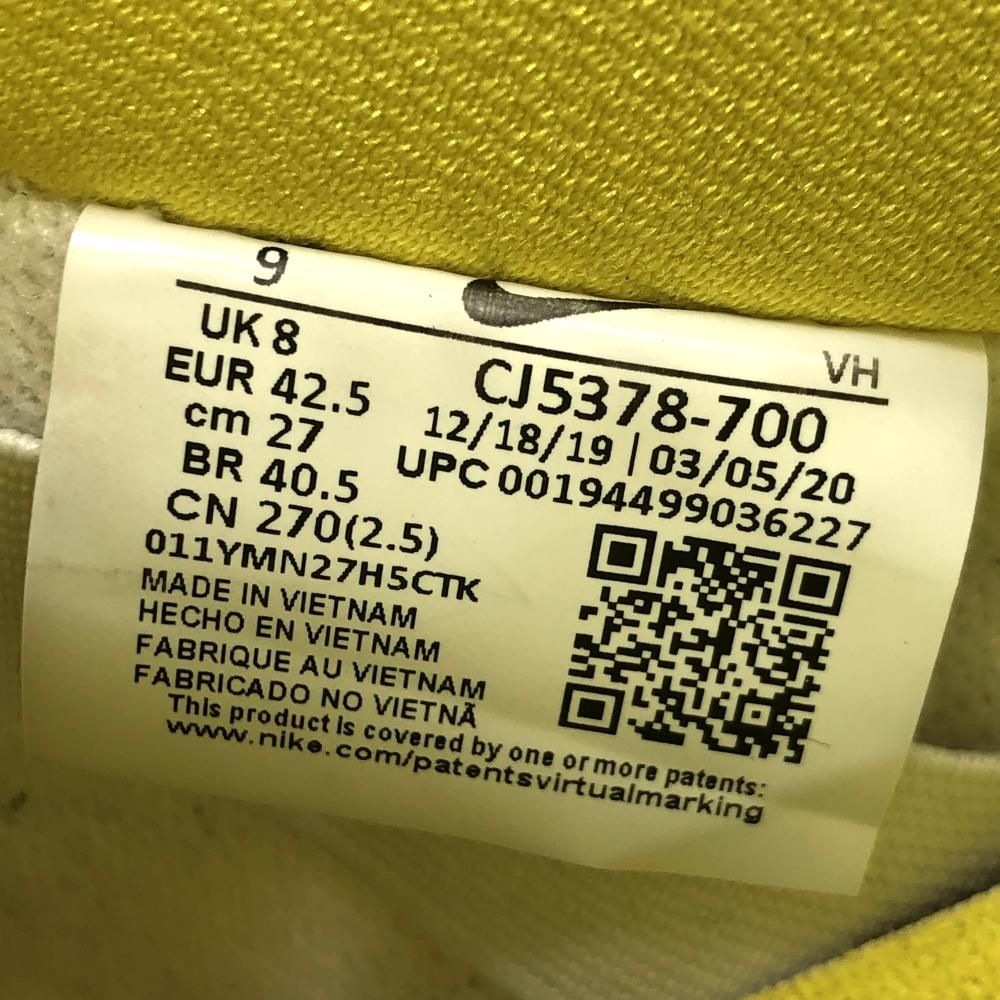 9
VH
UK 8
EUR 42.5
cm 27
BR 40.5
CN 270(2.5)
CJ5378-700
12/18/19 | 03/05/20
UPC 00194499036227
011YMN27H5CTK
MADE IN VIETNAM
HECHO EN VIETNAM
FABRIQUE AU VIETNAM
FABRICADO NO VIETNÃ
This product is covered by one or more patents:
www.nike.com/patentsvirtualmarking